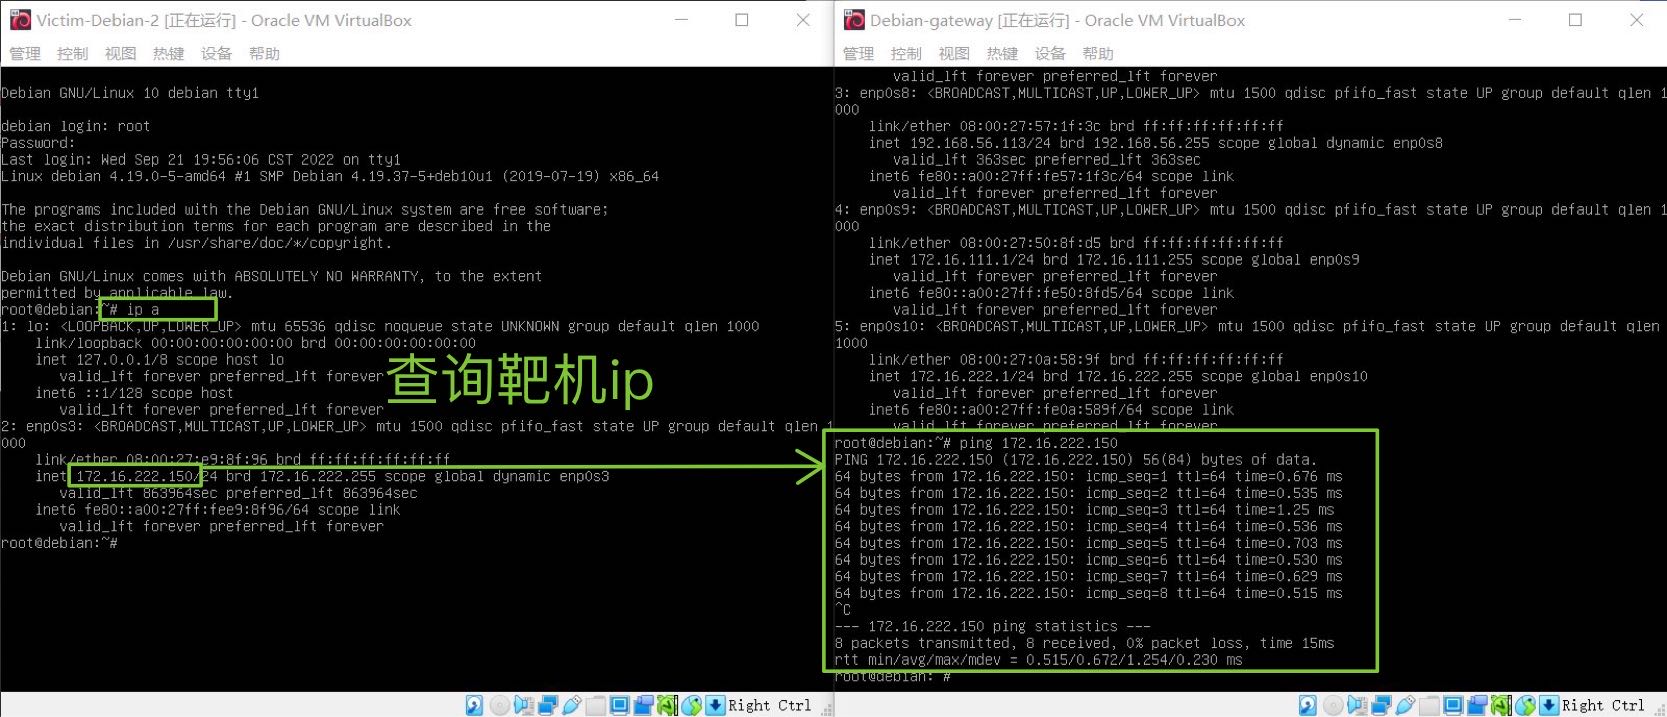 Victim-Debian-2 [正在运行] - Oracle VM VirtualBox
管理 控制 视图 热键 设备 帮助
Debian GNU/Linux 10 debian tty1
debian login: root
Password:
Last login: Wed Sep 21 19:56:06 CST 2022 on tty1
Linux debian 4.19.0-5-amd64 #1 SMP Debian 4.19.37-5+deb10u1 (2019-07-19) x86_64
The programs included with the Debian GNU/Linux system are free software;
the exact distribution terms for each program are described in the
individual files in /usr/share/doc/*/copyright.
Debian GNU/Linux comes with ABSOLUTELY NO WARRANTY, to the extent
permitted by applicable law.
root@debian:~# ip a
1: lo: <LOOPBACK,UP,LOWER_UP> mtu 65536 qdisc noqueue state UNKNOWN group default qlen 1000
link/loopback 00:00:00:00:00:00 brd 00:00:00:00:00:00
inet 127.0.0.1/8 scope host lo
valid_lft forever preferred_lft forever
inet6 ::1/128 scope host
valid_lft forever preferred_lft forever
查询靶机ip
2: enp0s3: <BROADCAST,MULTICAST,UP,LOWER_UP> mtu 1500 qdisc pfifo_fast state UP group default qlen 1
000
link/ether 08:00:27:e9:8f:96 brd ff:ff:ff:ff:ff:ff
inet 172.16.222.150/24 brd 172.16.222.255 scope global dynamic enp0s3
valid_lft 863964sec preferred_lft 863964sec
inet6 fe80::a00:27ff:fee9:8f96/64 scope link
valid_lft forever preferred_lft forever
root@debian:~#
Right Ctrl
Debian-gateway [正在运行] - Oracle VM VirtualBox
管理 控制 视图 热键 设备 帮助
valid_lft forever preferred_lft forever
3: enp0s8: <BROADCAST,MULTICAST,UP,LOWER_UP> mtu 1500 qdisc pfifo_fast state UP group default qlen 1
000
link/ether 08:00:27:57:1f:3c brd ff:ff:ff:ff:ff:ff
inet 192.168.56.113/24 brd 192.168.56.255 scope global dynamic enp0s8
valid_lft 363sec preferred_lft 363sec
inet6 fe80::a00:27ff:fe57:1f3c/64 scope link
valid_lft forever preferred_lft forever
4: enp0s9: <BROADCAST,MULTICAST,UP,LOWER_UP> mtu 1500 qdisc pfifo_fast state UP group default qlen 1
000
link/ether 08:00:27:50:8f:d5 brd ff:ff:ff:ff:ff:ff
inet 172.16.111.1/24 brd 172.16.111.255 scope global enp0s9
valid_lft forever preferred_lft forever
inet6 fe80::a00:27ff:fe50:8fd5/64 scope link
valid_lft forever preferred_lft forever
5: enp0s10: <BROADCAST,MULTICAST,UP,LOWER_UP> mtu 1500 qdisc pfifo_fast state UP group default qlen
1000
link/ether 08:00:27:0a:58:9f brd ff:ff:ff:ff:ff:ff
inet 172.16.222.1/24 brd 172.16.222.255 scope global enp0s10
valid_lft forever preferred_lft forever
inet6 fe80::a00:27ff:fe0a:589f/64 scope link
valid_lft forever preferred_lft forever
root@debian:~# ping 172.16.222.150
PING 172.16.222.150 (172.16.222.150) 56(84) bytes of data.
64 bytes from 172.16.222.150: icmp_seq=1 ttl=64 time=0.676 ms
64 bytes from 172.16.222.150: icmp_seq=2 ttl=64 time=0.535 ms
64 bytes from 172.16.222.150: icmp_seq=3 ttl=64 time=1.25 ms
64 bytes from 172.16.222.150: icmp_seq=4 ttl=64 time=0.536 ms
64 bytes from 172.16.222.150: icmp_seq=5 ttl=64 time=0.703 ms
64 bytes from 172.16.222.150: icmp_seq=6 ttl=64 time=0.530 ms
64 bytes from 172.16.222.150: icmp_seq=7 ttl=64 time=0.629 ms
64 bytes from 172.16.222.150: icmp_seq=8 ttl=64 time=0.515 ms
^C
--- 172.16.222.150 ping statistics ---
8 packets transmitted, 8 received, 0% packet loss, time 15ms
rtt min/avg/max/mdev = 0.515/0.672/1.254/0.230 ms
root@debian:~#
Right Ctrl